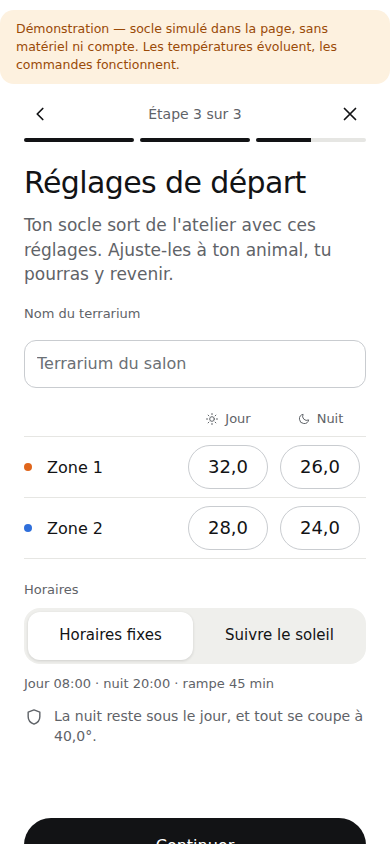 Démonstration — socle simulé dans la page, sans
matériel ni compte. Les températures évoluent, les
commandes fonctionnent.
Étape 3 sur 3
Réglages de départ
Ton socle sort de l'atelier avec ces
réglages. Ajuste-les à ton animal, tu
pourras y revenir.
Nom du terrarium
Terrarium du salon
Jour Nuit
Zone 1 32,0 26,0
Zone 2 28,0 24,0
Horaires
Horaires fixes Suivre le soleil
Jour 08:00 · nuit 20:00 · rampe 45 min
La nuit reste sous le jour, et tout se coupe à
40,0°.
Continuer